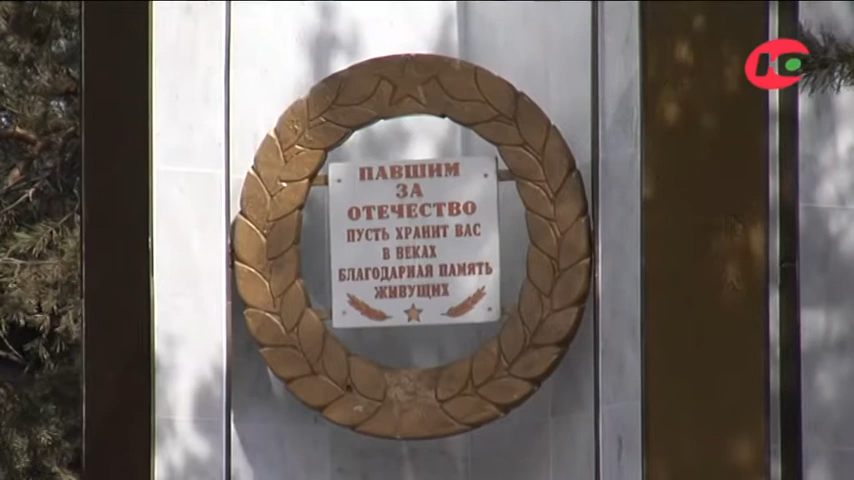 ПАВШИМ
ЗА
ОТЕЧЕСТВО
ПУСТЬ ХРАНИТ ВАС
В ВЕКАХ
БЛАГОДАРНАЯ ПАМЯТЬ
ЖИВУЩИХ